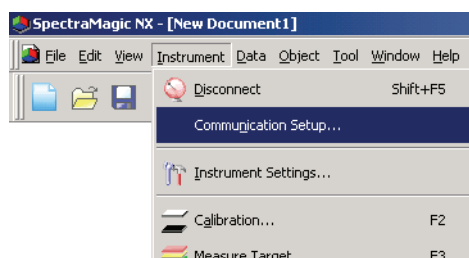 SpectraMagic NX - [New Document1]
File Edit View Instrument Data Object Tool Window Help
Disconnect Shift+F5
Communication Setup...
Instrument Settings...
Calibration... F2
Measure Target... F3